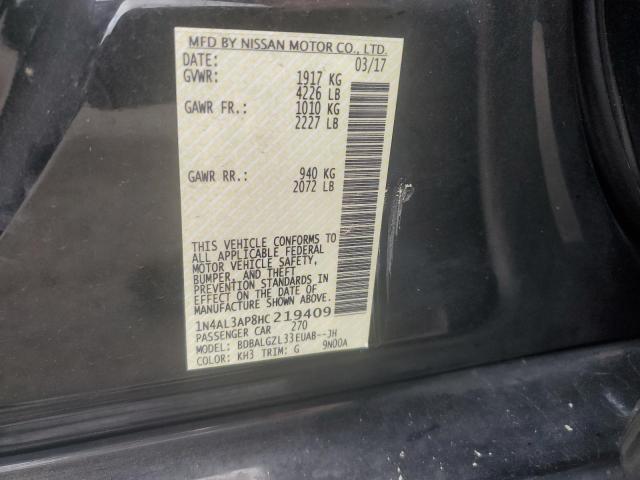 MFD BY NISSAN MOTOR CO., LTD.
DATE: 03/17
GVWR: 1917 KG
4226 LB
GAWR FR.: 1010 KG
2227 LB
GAWR RR.: 940 KG
2072 LB
THIS VEHICLE CONFORMS TO
ALL APPLICABLE FEDERAL
MOTOR VEHICLE SAFETY,
BUMPER, AND THEFT
PREVENTION STANDARDS IN
EFFECT ON THE DATE OF
MANUFACTURE SHOWN ABOVE.
1N4AL3AP8HC219409
PASSENGER CAR 270
MODEL: BDBALGZL33EUAB--JH
COLOR: KH3 TRIM: G 9N00A